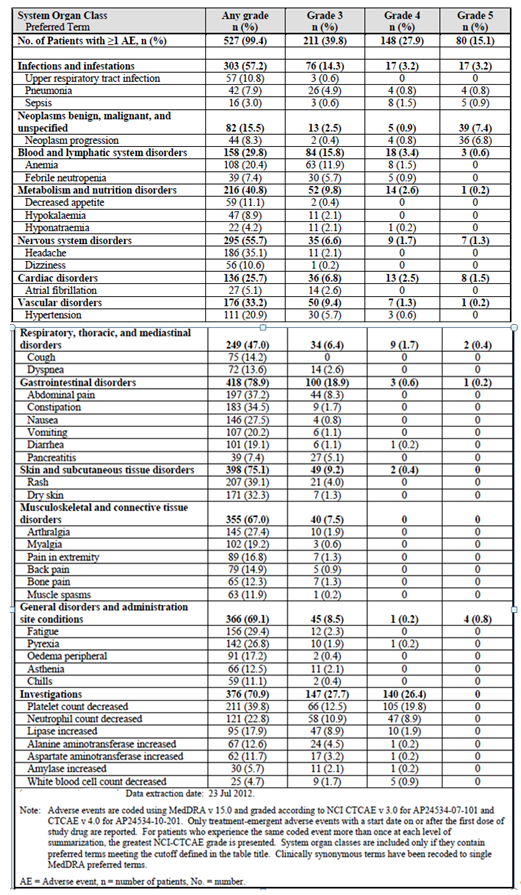 System Organ Class Any grade Grade 3 Grade 4 Grade 5
Preferred Term n (%) n (%) n (%) n (%)
No. of Patients with ≥1 AE, n (%) 527 (99.4) 211 (39.8) 148 (27.9) 80 (15.1)
Infections and infestations 303 (57.2) 76 (14.3) 17 (3.2) 17 (3.2)
Upper respiratory tract infection 57 (10.8) 3 (0.6) 0 0
Pneumonia 42 (7.9) 26 (4.9) 4 (0.8) 4 (0.8)
Sepsis 16 (3.0) 3 (0.6) 8 (1.5) 5 (0.9)
Neoplasms benign, malignant, and
unspecified 82 (15.5) 13 (2.5) 5 (0.9) 39 (7.4)
Neoplasm progression 44 (8.3) 2 (0.4) 4 (0.8) 36 (6.8)
Blood and lymphatic system disorders 158 (29.8) 84 (15.8) 18 (3.4) 3 (0.6)
Anemia 108 (20.4) 63 (11.9) 8 (1.5) 0
Febrile neutropenia 39 (7.4) 30 (5.7) 5 (0.9) 0
Metabolism and nutrition disorders 216 (40.8) 52 (9.8) 14 (2.6) 1 (0.2)
Decreased appetite 59 (11.1) 2 (0.4) 0 0
Hypokalaemia 47 (8.9) 11 (2.1) 0 0
Hyponatraemia 22 (4.2) 11 (2.1) 1 (0.2) 0
Nervous system disorders 295 (55.7) 35 (6.6) 9 (1.7) 7 (1.3)
Headache 186 (35.1) 11 (2.1) 0 0
Dizziness 56 (10.6) 1 (0.2) 0 0
Cardiac disorders 136 (25.7) 36 (6.8) 13 (2.5) 8 (1.5)
Atrial fibrillation 27 (5.1) 14 (2.6) 0 0
Vascular disorders 176 (33.2) 50 (9.4) 7 (1.3) 1 (0.2)
Hypertension 111 (20.9) 30 (5.7) 3 (0.6) 0
Respiratory, thoracic, and mediastinal
disorders 249 (47.0) 34 (6.4) 9 (1.7) 2 (0.4)
Cough 75 (14.2) 0 0 0
Dyspnea 72 (13.6) 14 (2.6) 0 0
Gastrointestinal disorders 418 (78.9) 100 (18.9) 3 (0.6) 1 (0.2)
Abdominal pain 197 (37.2) 44 (8.3) 0 0
Constipation 183 (34.5) 9 (1.7) 0 0
Nausea 146 (27.5) 4 (0.8) 0 0
Vomiting 107 (20.2) 6 (1.1) 0 0
Diarrhea 101 (19.1) 6 (1.1) 1 (0.2) 0
Pancreatitis 39 (7.4) 27 (5.1) 0 0
Skin and subcutaneous tissue disorders 398 (75.1) 49 (9.2) 2 (0.4) 0
Rash 207 (39.1) 21 (4.0) 0 0
Dry skin 171 (32.3) 7 (1.3) 0 0
Musculoskeletal and connective tissue
disorders 355 (67.0) 40 (7.5) 0 0
Arthralgia 145 (27.4) 10 (1.9) 0 0
Myalgia 102 (19.2) 3 (0.6) 0 0
Pain in extremity 89 (16.8) 7 (1.3) 0 0
Back pain 79 (14.9) 5 (0.9) 0 0
Bone pain 65 (12.3) 7 (1.3) 0 0
Muscle spasms 63 (11.9) 1 (0.2) 0 0
General disorders and administration
site conditions 366 (69.1) 45 (8.5) 1 (0.2) 4 (0.8)
Fatigue 156 (29.4) 12 (2.3) 0 0
Pyrexia 142 (26.8) 10 (1.9) 1 (0.2) 0
Oedema peripheral 91 (17.2) 2 (0.4) 0 0
Asthenia 66 (12.5) 11 (2.1) 0 0
Chills 59 (11.1) 2 (0.4) 0 0
Investigations 376 (70.9) 147 (27.7) 140 (26.4) 0
Platelet count decreased 211 (39.8) 66 (12.5) 105 (19.8) 0
Neutrophil count decreased 121 (22.8) 58 (10.9) 47 (8.9) 0
Lipase increased 95 (17.9) 47 (8.9) 10 (1.9) 0
Alanine aminotransferase increased 67 (12.6) 24 (4.5) 1 (0.2) 0
Aspartate aminotransferase increased 62 (11.7) 17 (3.2) 1 (0.2) 0
Amylase increased 30 (5.7) 11 (2.1) 1 (0.2) 0
White blood cell count decreased 25 (4.7) 9 (1.7) 5 (0.9) 0
Data extraction date: 23 Jul 2012.
Note: Adverse events are coded using MedDRA v 15.0 and graded according to NCI CTCAE v 3.0 for AP24534-07-101 and
CTCAE v 4.0 for AP24534-10-201. Only treatment-emergent adverse events with a start date on or after the first dose of
study drug are reported. For patients who experience the same coded event more than once at each level of
summarization, the greatest NCI-CTCAE grade is presented. System organ classes are included only if they contain
preferred terms meeting the cutoff defined in the table title. Clinically synonymous terms have been recoded to single
MedDRA preferred terms.
AE = Adverse event, n = number of patients, No. = number.